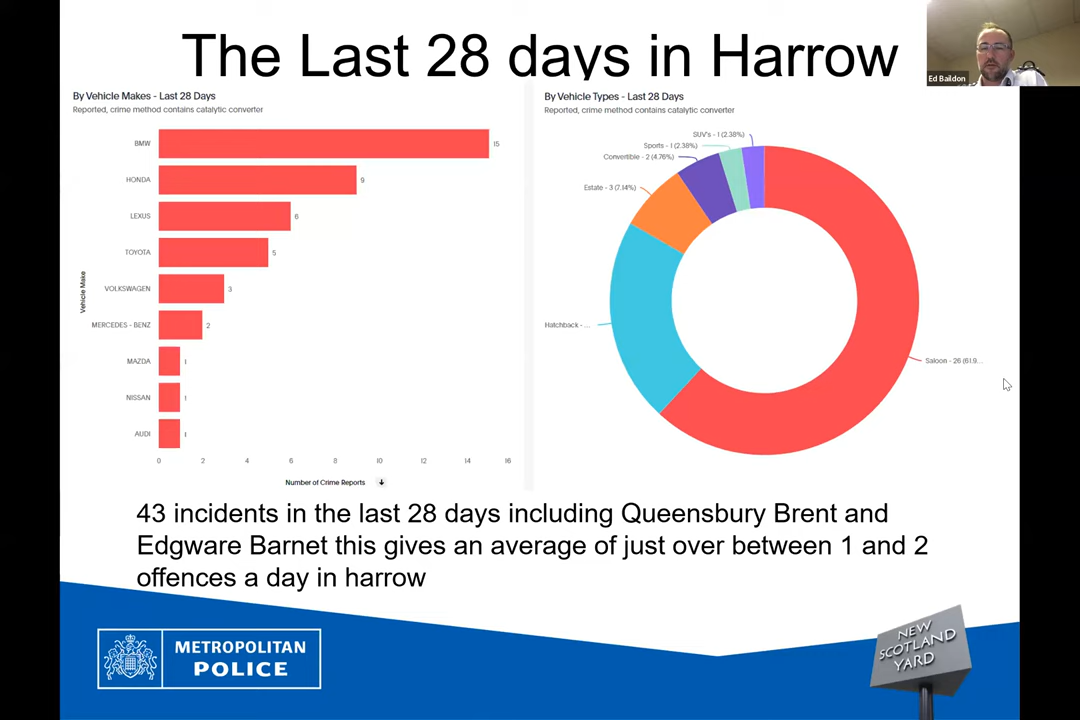 The Last 28 days in Harrow
Ed Baildon
By Vehicle Makes - Last 28 Days
Reported, crime method contains catalytic converter
BMW
15
HONDA
9
LEXUS
6
TOYOTA
5
VOLKSWAGEN
3
MERCEDES - BENZ
2
MAZDA
1
NISSAN
1
AUDI
1
Vehicle Make
0 2 4 6 8 10 12 14 16
Number of Crime Reports
By Vehicle Types - Last 28 Days
Reported, crime method contains catalytic converter
SUV's - 1 (2.38%)
Sports - 1 (2.38%)
Convertible - 2 (4.76%)
Estate - 3 (7.14%)
Hatchback - ...
Saloon - 26 (61.9...
43 incidents in the last 28 days including Queensbury Brent and
Edgware Barnet this gives an average of just over between 1 and 2
offences a day in harrow
METROPOLITAN
POLICE
NEW
SCOTLAND
YARD